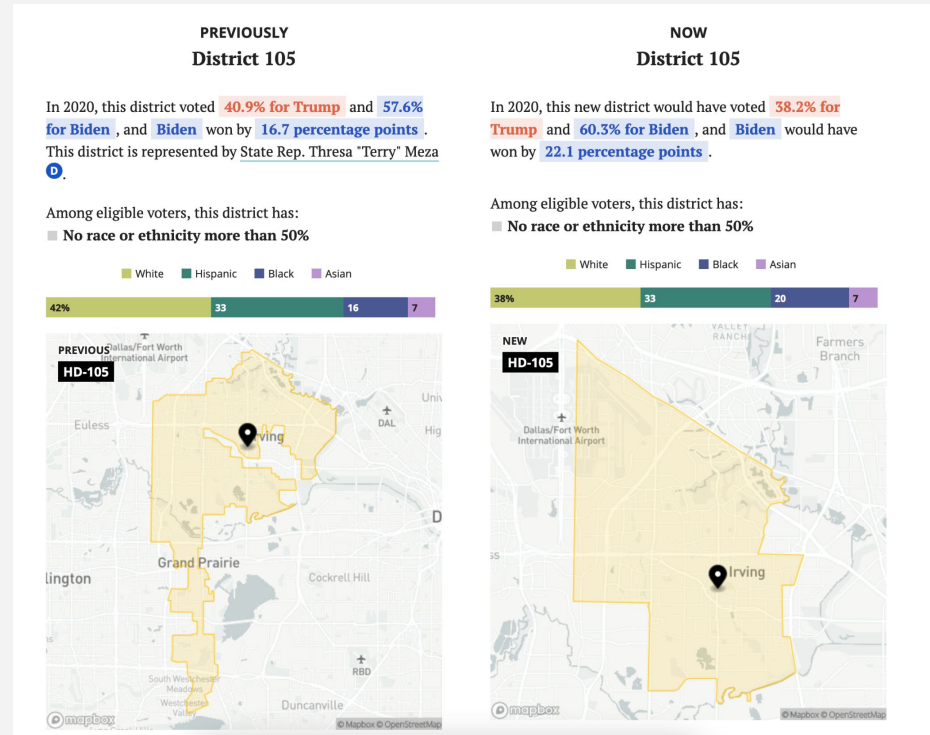 PREVIOUSLY
District 105
In 2020, this district voted 40.9% for Trump and 57.6%
for Biden , and Biden won by 16.7 percentage points .
This district is represented by State Rep. Thresa "Terry" Meza
D .
Among eligible voters, this district has:
No race or ethnicity more than 50%
White Hispanic Black Asian
42% 33 16 7
PREVIOUS
HD-105
Dallas/Fort Worth
International Airport
Euless
DAL
Grand Prairie
Cockrell Hill
RBD
South Westchester
Meadows
Duncanville
mapbox
© Mapbox © OpenStreetMap
NOW
District 105
In 2020, this new district would have voted 38.2% for
Trump and 60.3% for Biden , and Biden would have
won by 22.1 percentage points .
Among eligible voters, this district has:
No race or ethnicity more than 50%
White Hispanic Black Asian
38% 33 20 7
NEW
HD-105
VALLEY
RANCH
Farmers
Branch
Dallas/Fort Worth
International Airport
Irving
mapbox
© Mapbox © OpenStreetMap